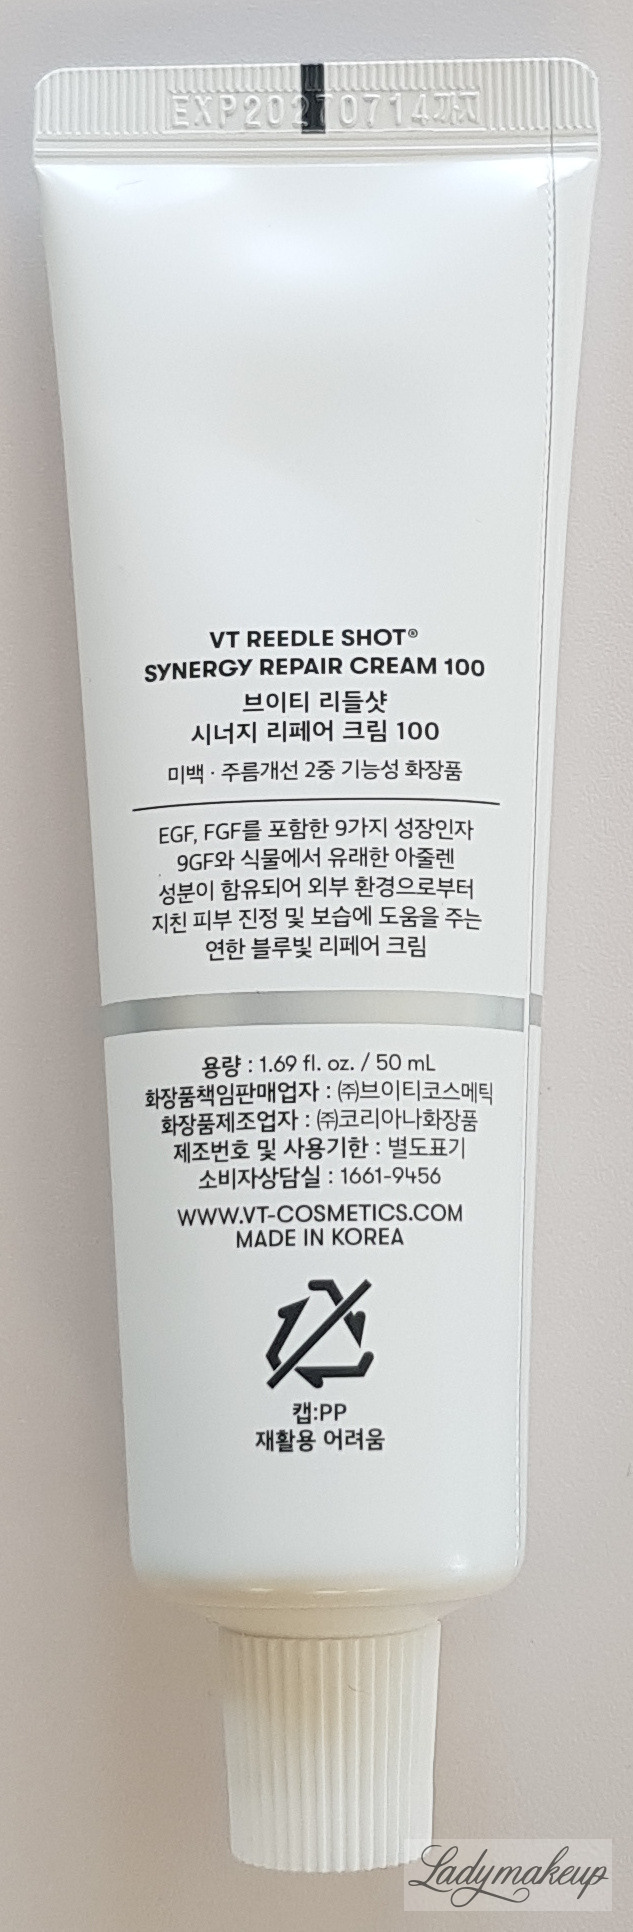 EXP20270714까지
VT REEDLE SHOT®
SYNERGY REPAIR CREAM 100
브이티 리들샷
시너지 리페어 크림 100
미백 · 주름개선 2중 기능성 화장품
EGF, FGF를 포함한 9가지 성장인자
9GF와 식물에서 유래한 아줄렌
성분이 함유되어 외부 환경으로부터
지친 피부 진정 및 보습에 도움을 주는
연한 블루빛 리페어 크림
용량 : 1.69 fl. oz. / 50 mL
화장품책임판매업자 : ㈜브이티코스메틱
화장품제조업자 : ㈜코리아나화장품
제조번호 및 사용기한 : 별도표기
소비자상담실 : 1661-9456
WWW.VT-COSMETICS.COM
MADE IN KOREA
캡:PP
재활용 어려움
Ladymakeup